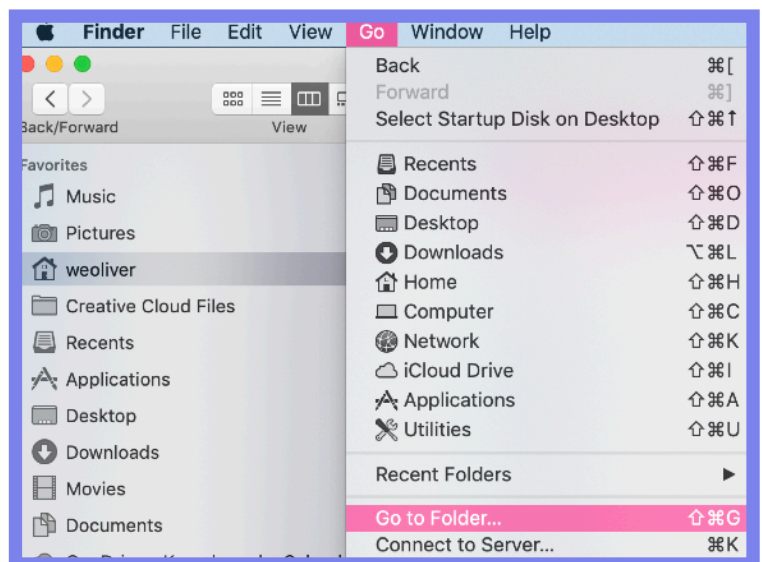 Finder File Edit View Go Window Help
Back ⌘[
Forward ⌘]
Select Startup Disk on Desktop ⇧⌘↑
Recents ⇧⌘F
Documents ⇧⌘O
Desktop ⇧⌘D
Downloads ⌥⌘L
Home ⇧⌘H
Computer ⇧⌘C
Network ⇧⌘K
iCloud Drive ⇧⌘I
Applications ⇧⌘A
Utilities ⇧⌘U
Recent Folders
Go to Folder... ⇧⌘G
Connect to Server... ⌘K
Back/Forward View
Favorites
Music
Pictures
weoliver
Creative Cloud Files
Recents
Applications
Desktop
Downloads
Movies
Documents